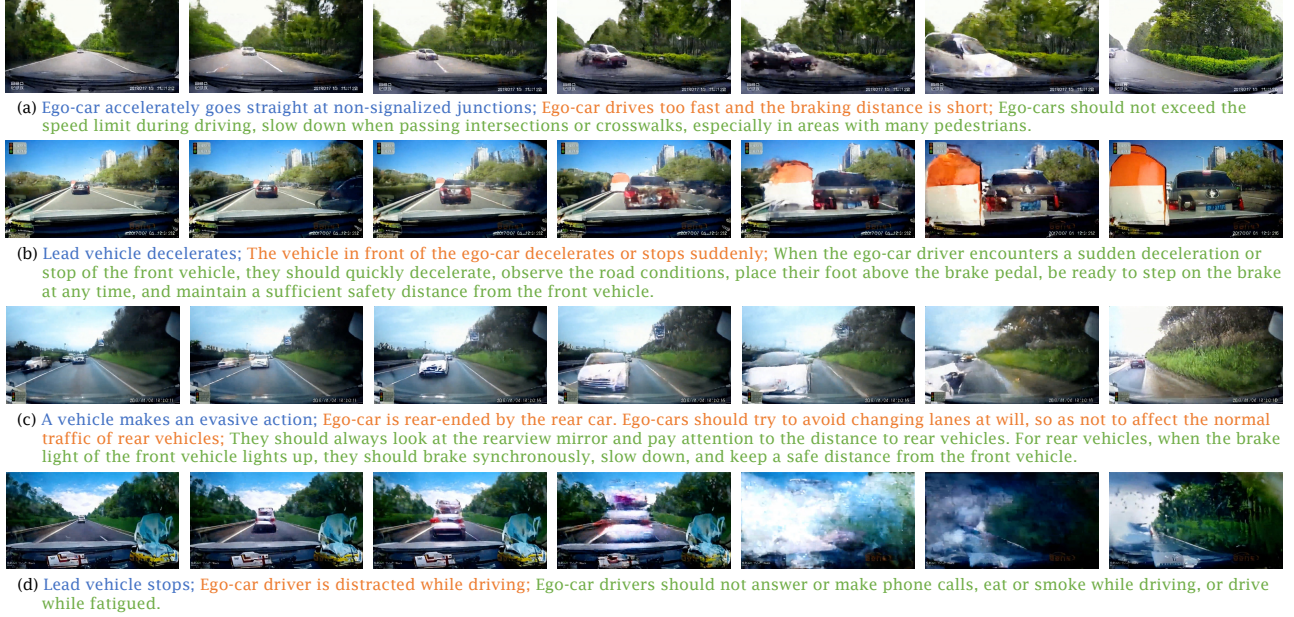 (a) Ego-car accelerately goes straight at non-signalized junctions; Ego-car drives too fast and the braking distance is short; Ego-cars should not exceed the
speed limit during driving, slow down when passing intersections or crosswalks, especially in areas with many pedestrians.
(b) Lead vehicle decelerates; The vehicle in front of the ego-car decelerates or stops suddenly; When the ego-car driver encounters a sudden deceleration or
stop of the front vehicle, they should quickly decelerate, observe the road conditions, place their foot above the brake pedal, be ready to step on the brake
at any time, and maintain a sufficient safety distance from the front vehicle.
(c) A vehicle makes an evasive action; Ego-car is rear-ended by the rear car. Ego-cars should try to avoid changing lanes at will, so as not to affect the normal
traffic of rear vehicles; They should always look at the rearview mirror and pay attention to the distance to rear vehicles. For rear vehicles, when the brake
light of the front vehicle lights up, they should brake synchronously, slow down, and keep a safe distance from the front vehicle.
(d) Lead vehicle stops; Ego-car driver is distracted while driving; Ego-car drivers should not answer or make phone calls, eat or smoke while driving, or drive
while fatigued.